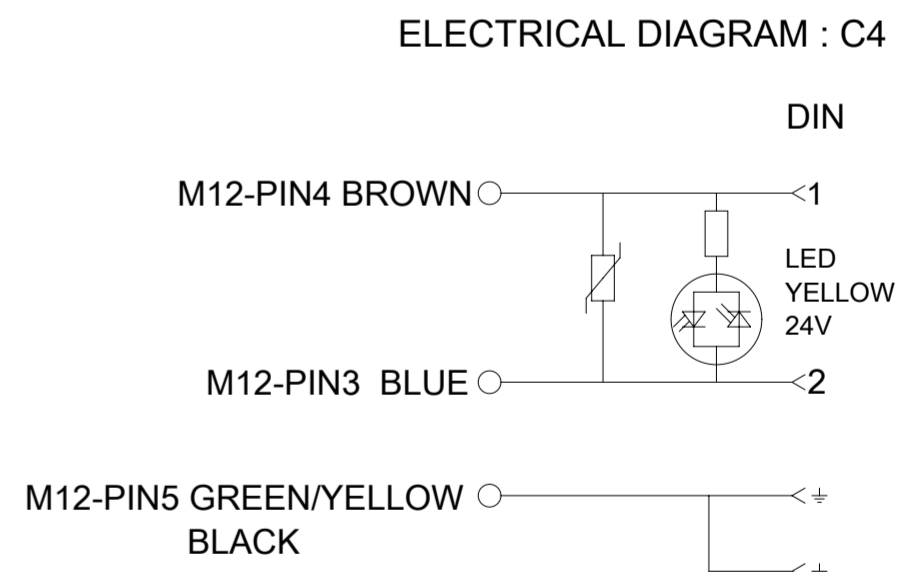 ELECTRICAL DIAGRAM : C4
DIN
M12-PIN4 BROWN
1
LED
YELLOW
24V
M12-PIN3 BLUE
2
M12-PIN5 GREEN/YELLOW
BLACK